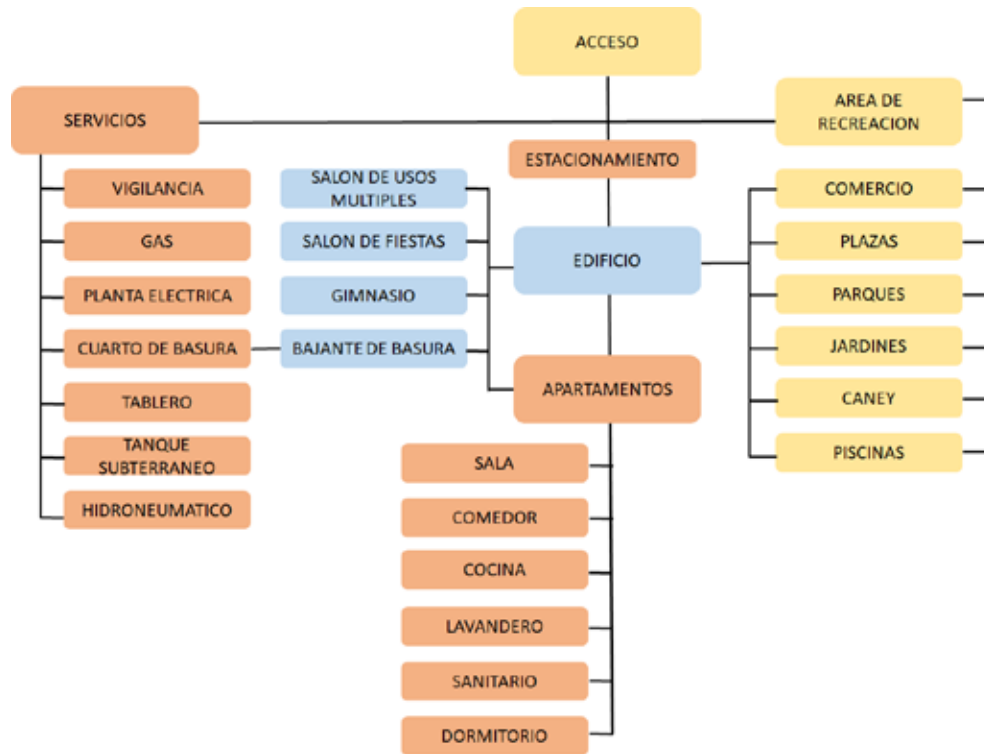 ACCESO
SERVICIOS
AREA DE
RECREACION
ESTACIONAMIENTO
VIGILANCIA
GAS
PLANTA ELECTRICA
CUARTO DE BASURA
TABLERO
TANQUE
SUBTERRANEO
HIDRONEUMATICO
SALON DE USOS
MULTIPLES
SALON DE FIESTAS
GIMNASIO
BAJANTE DE BASURA
EDIFICIO
APARTAMENTOS
SALA
COMEDOR
COCINA
LAVANDERO
SANITARIO
DORMITORIO
COMERCIO
PLAZAS
PARQUES
JARDINES
CANEY
PISCINAS